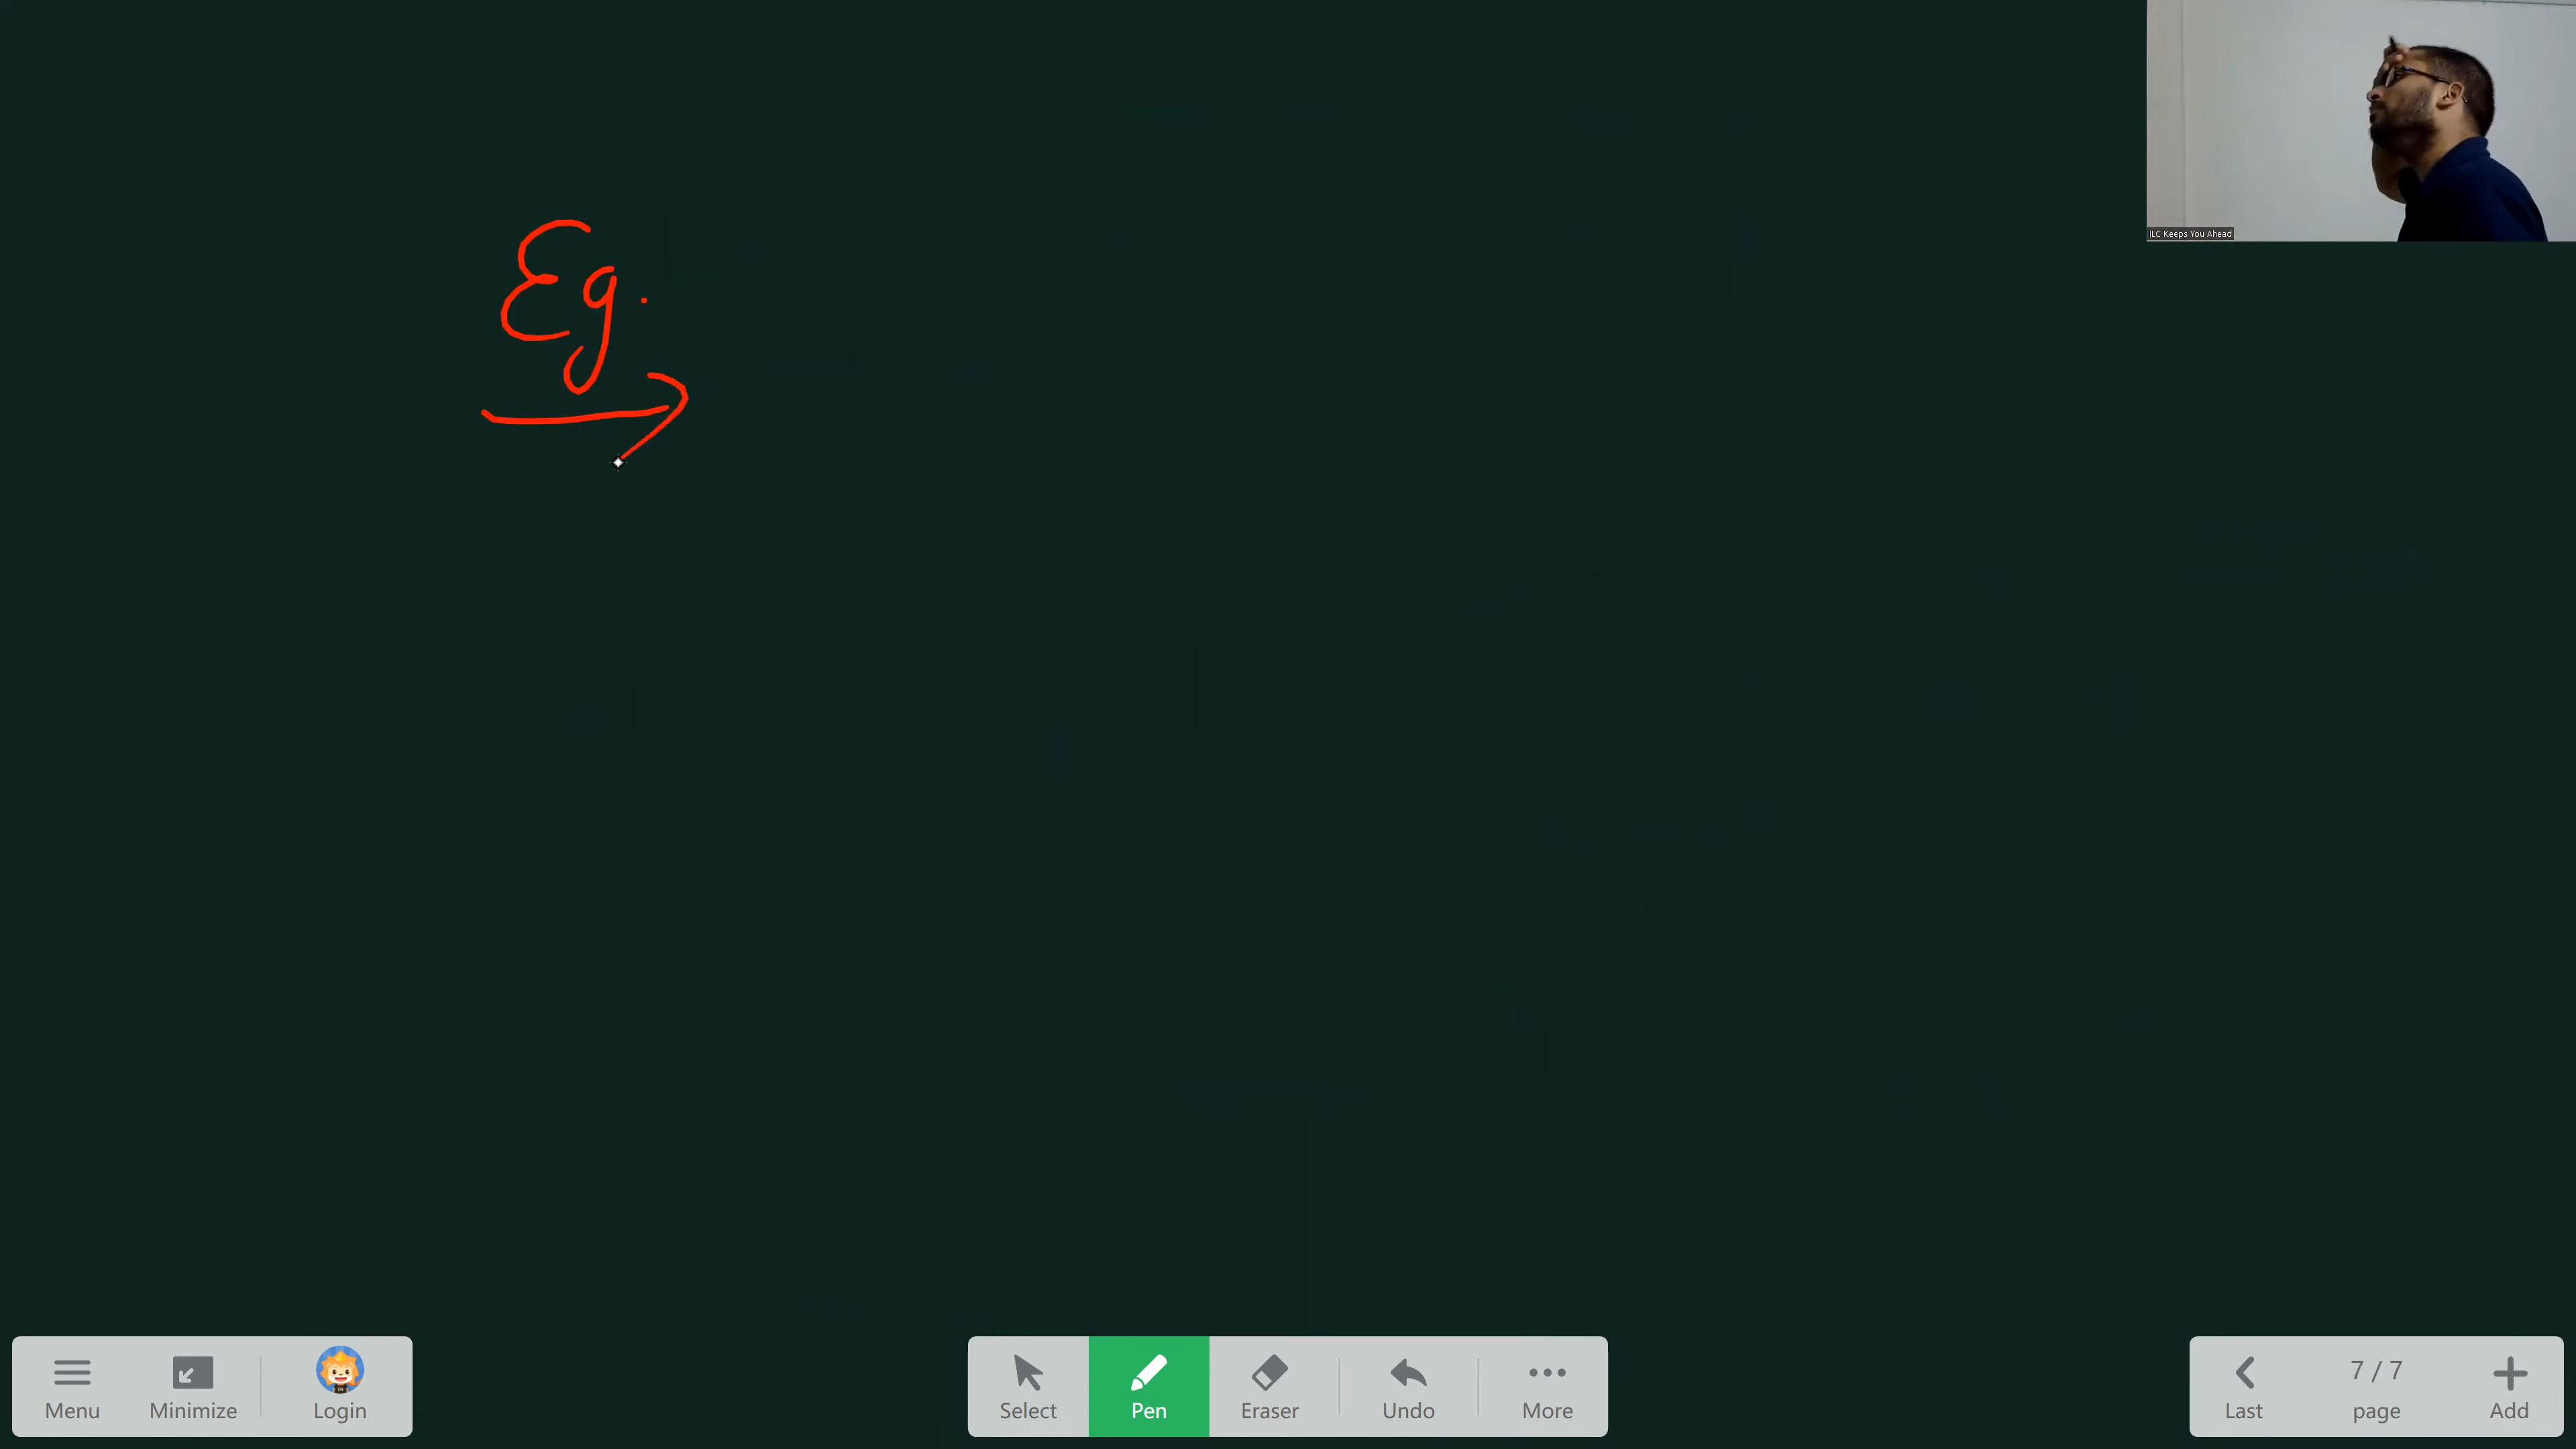 Eg.
ILC Keeps You Ahead
Menu
Minimize
Login
Select
Pen
Eraser
Undo
More
Last
7 / 7
page
Add